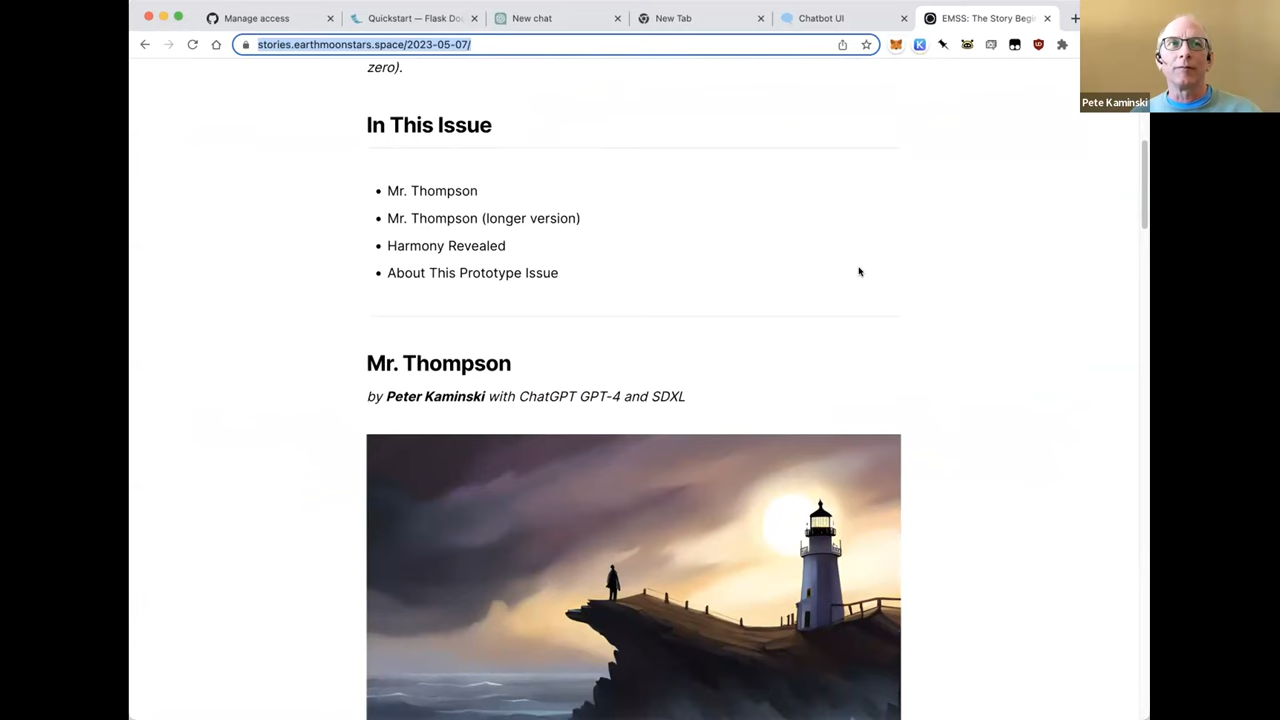 Manage access
Quickstart — Flask Do
New chat
New Tab
Chatbot UI
EMSS: The Story Begi
stories.earthmoonstars.space/2023-05-07/
Pete Kaminski
zero).
In This Issue
• Mr. Thompson
• Mr. Thompson (longer version)
• Harmony Revealed
• About This Prototype Issue
Mr. Thompson
by Peter Kaminski with ChatGPT GPT-4 and SDXL